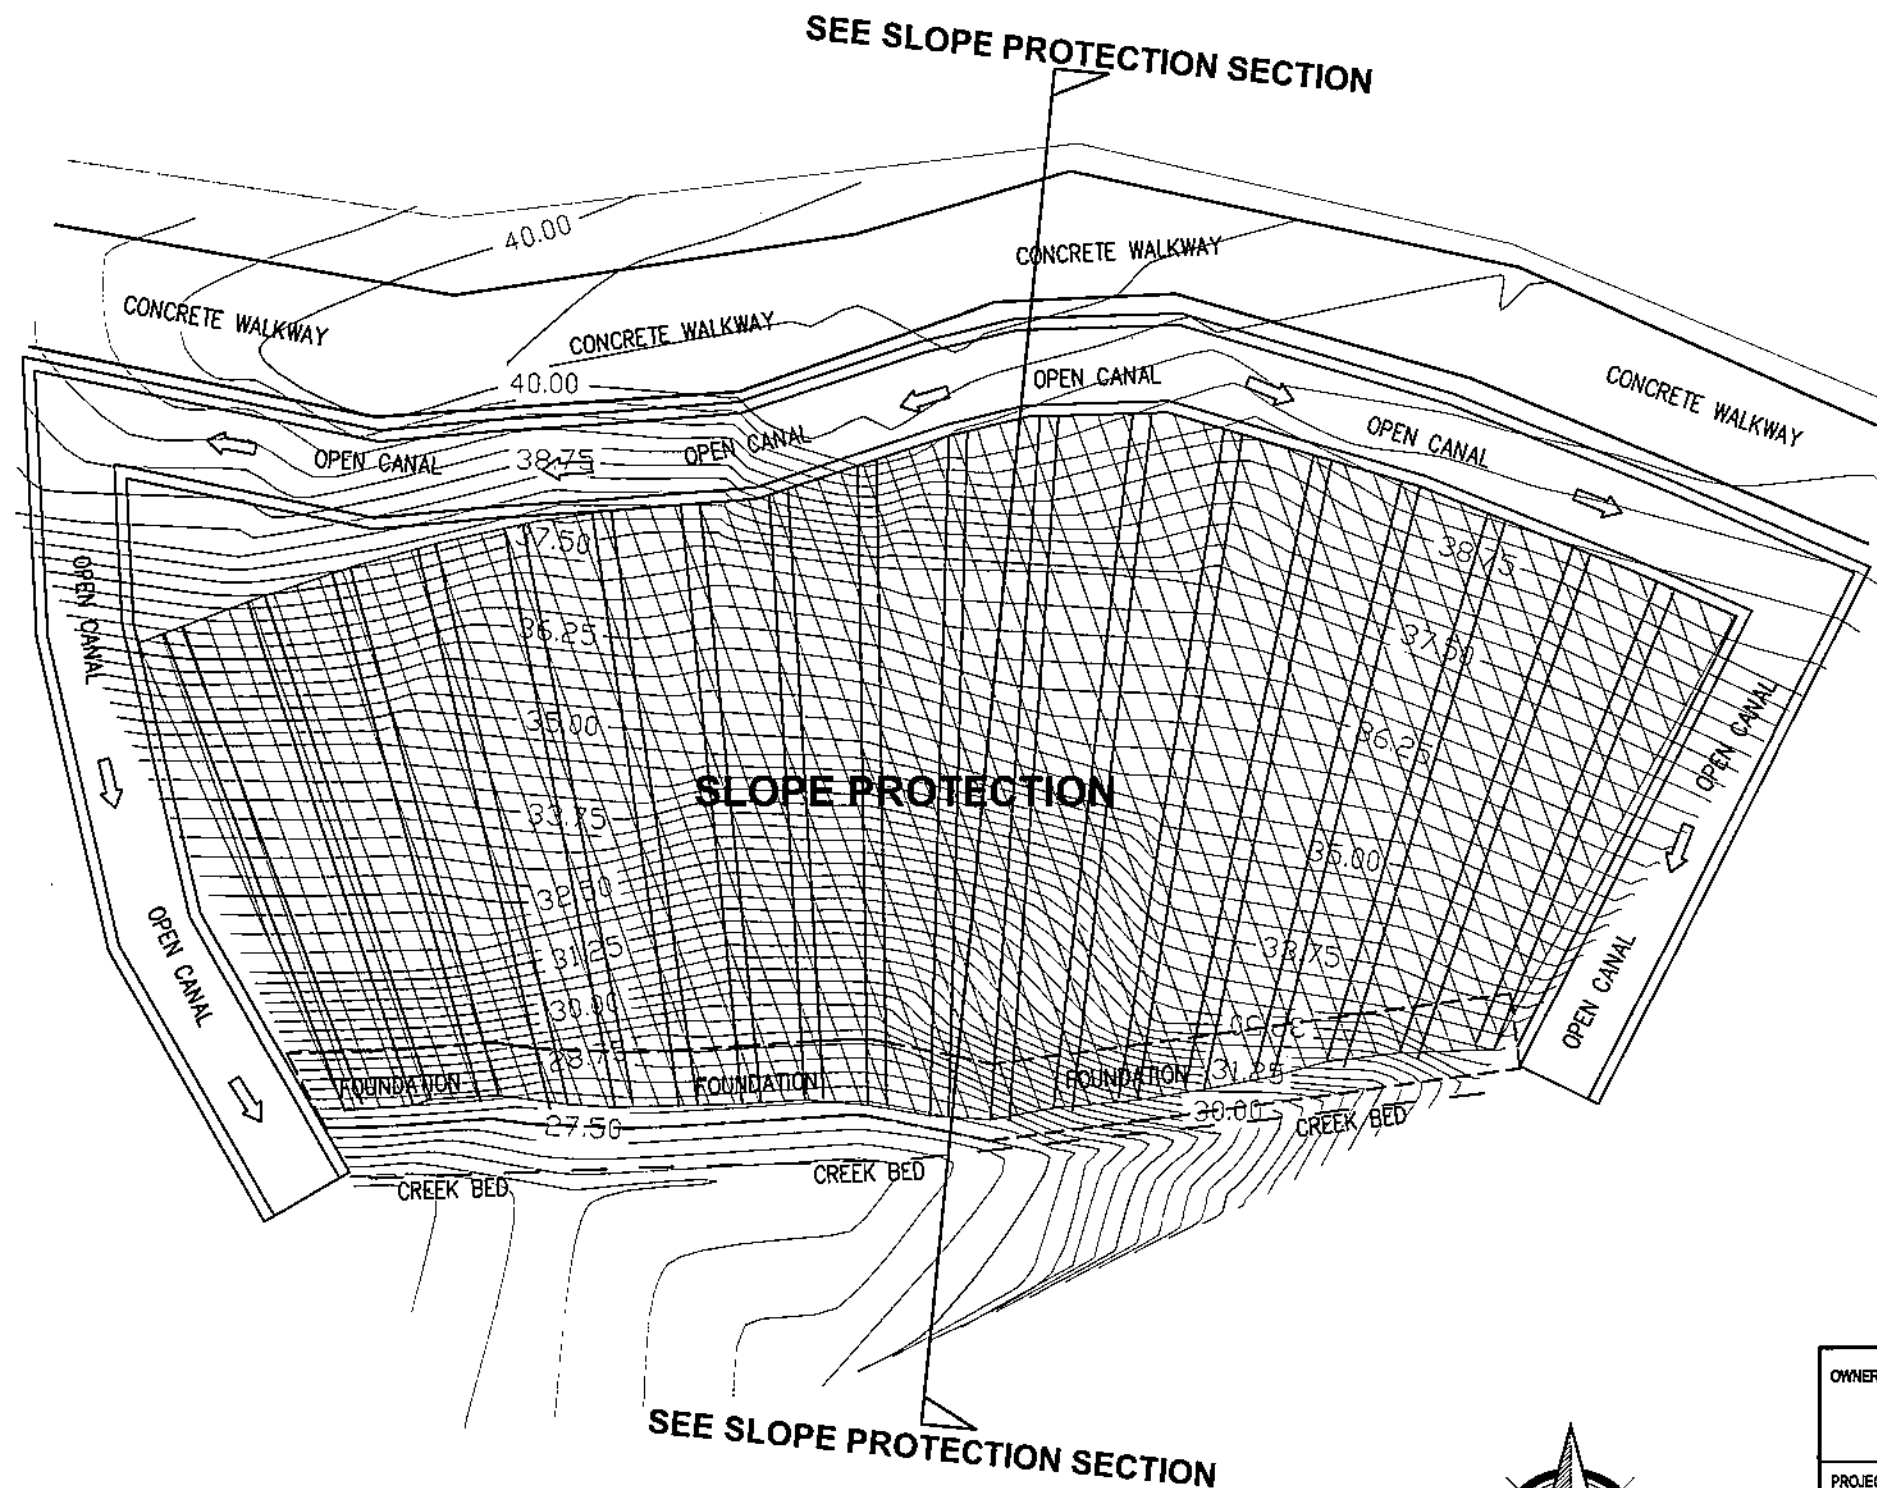 SEE SLOPE PROTECTION SECTION
40.00
CONCRETE WALKWAY
CONCRETE WALKWAY
CONCRETE WALKWAY
CONCRETE WALKWAY
40.00
OPEN CANAL
OPEN CANAL
OPEN CANAL
OPEN CANAL
38.75
37.50
38.75
OPEN CANAL
36.25
37.50
35.00
36.25
OPEN CANAL
SLOPE PROTECTION
33.75
35.00
32.50
31.25
33.75
OPEN CANAL
OPEN CANAL
30.00
32.50
28.75
31.25
FOUNDATION
FOUNDATION
FOUNDATION
27.50
30.00
CREEK BED
CREEK BED
CREEK BED
SEE SLOPE PROTECTION SECTION
OWNER
PROJEC